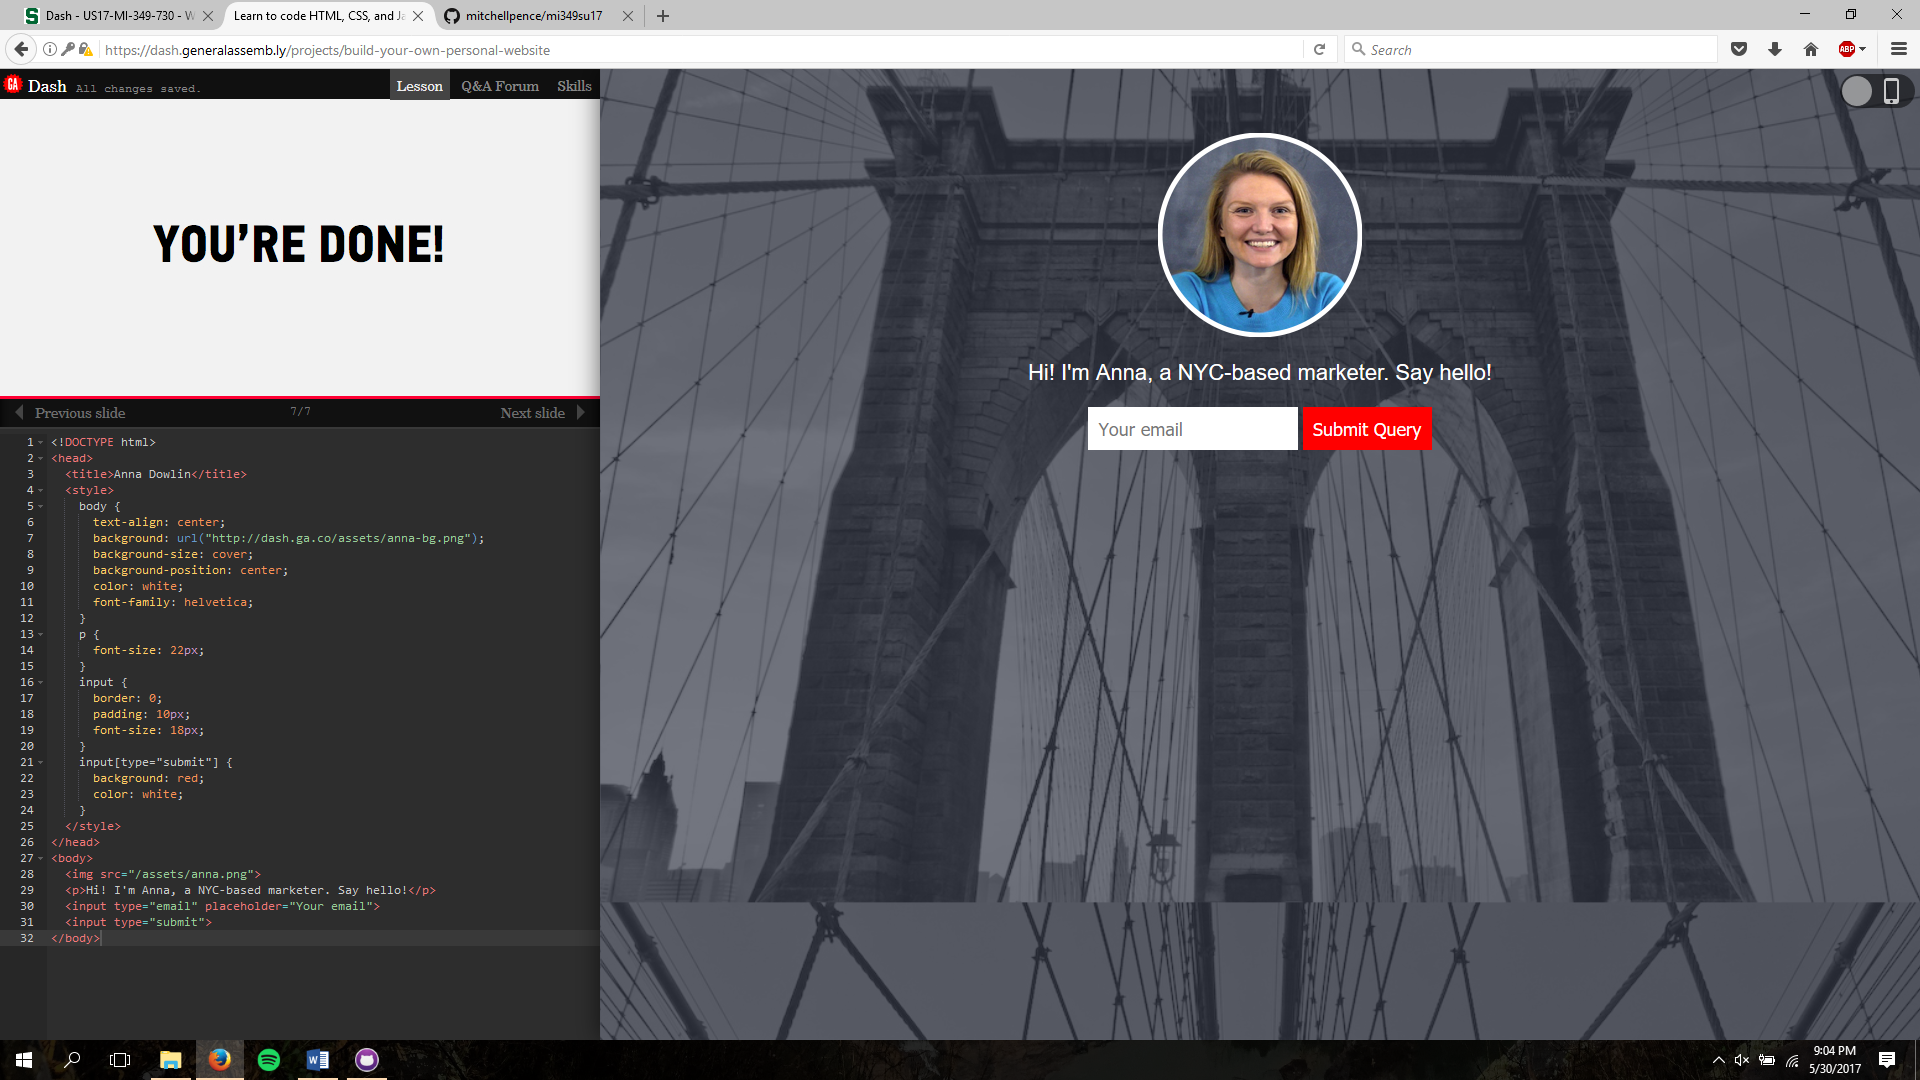 Dash - US17-MI-349-730 - W
Learn to code HTML, CSS, and Ja
mitchellpence/mi349su17
https://dash.generalassemb.ly/projects/build-your-own-personal-website
Search
ABP
GA
Dash All changes saved.
Lesson Q&A Forum Skills
YOU'RE DONE!
Previous slide 7/7 Next slide
1 <!DOCTYPE html>
2 <head>
3 <title>Anna Dowlin</title>
4 <style>
5 body {
6 text-align: center;
7 background: url("http://dash.ga.co/assets/anna-bg.png");
8 background-size: cover;
9 background-position: center;
10 color: white;
11 font-family: helvetica;
12 }
13 p {
14 font-size: 22px;
15 }
16 input {
17 border: 0;
18 padding: 10px;
19 font-size: 18px;
20 }
21 input[type="submit"] {
22 background: red;
23 color: white;
24 }
25 </style>
26 </head>
27 <body>
28 <img src="/assets/anna.png">
29 <p>Hi! I'm Anna, a NYC-based marketer. Say hello!</p>
30 <input type="email" placeholder="Your email">
31 <input type="submit">
32 </body>
Hi! I'm Anna, a NYC-based marketer. Say hello!
Your email Submit Query
9:04 PM
5/30/2017